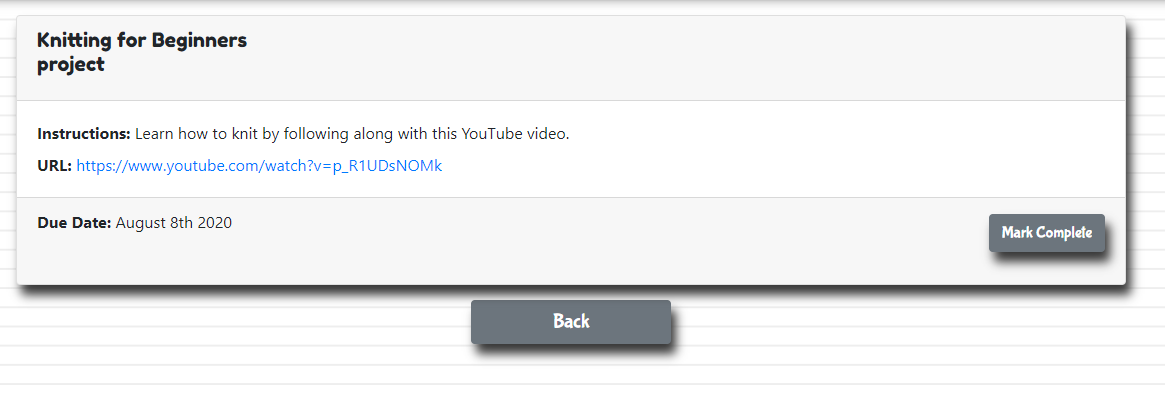 Knitting for Beginners
project
Instructions: Learn how to knit by following along with this YouTube video.
URL: https://www.youtube.com/watch?v=p_R1UDsNOMk
Due Date: August 8th 2020
Mark Complete
Back